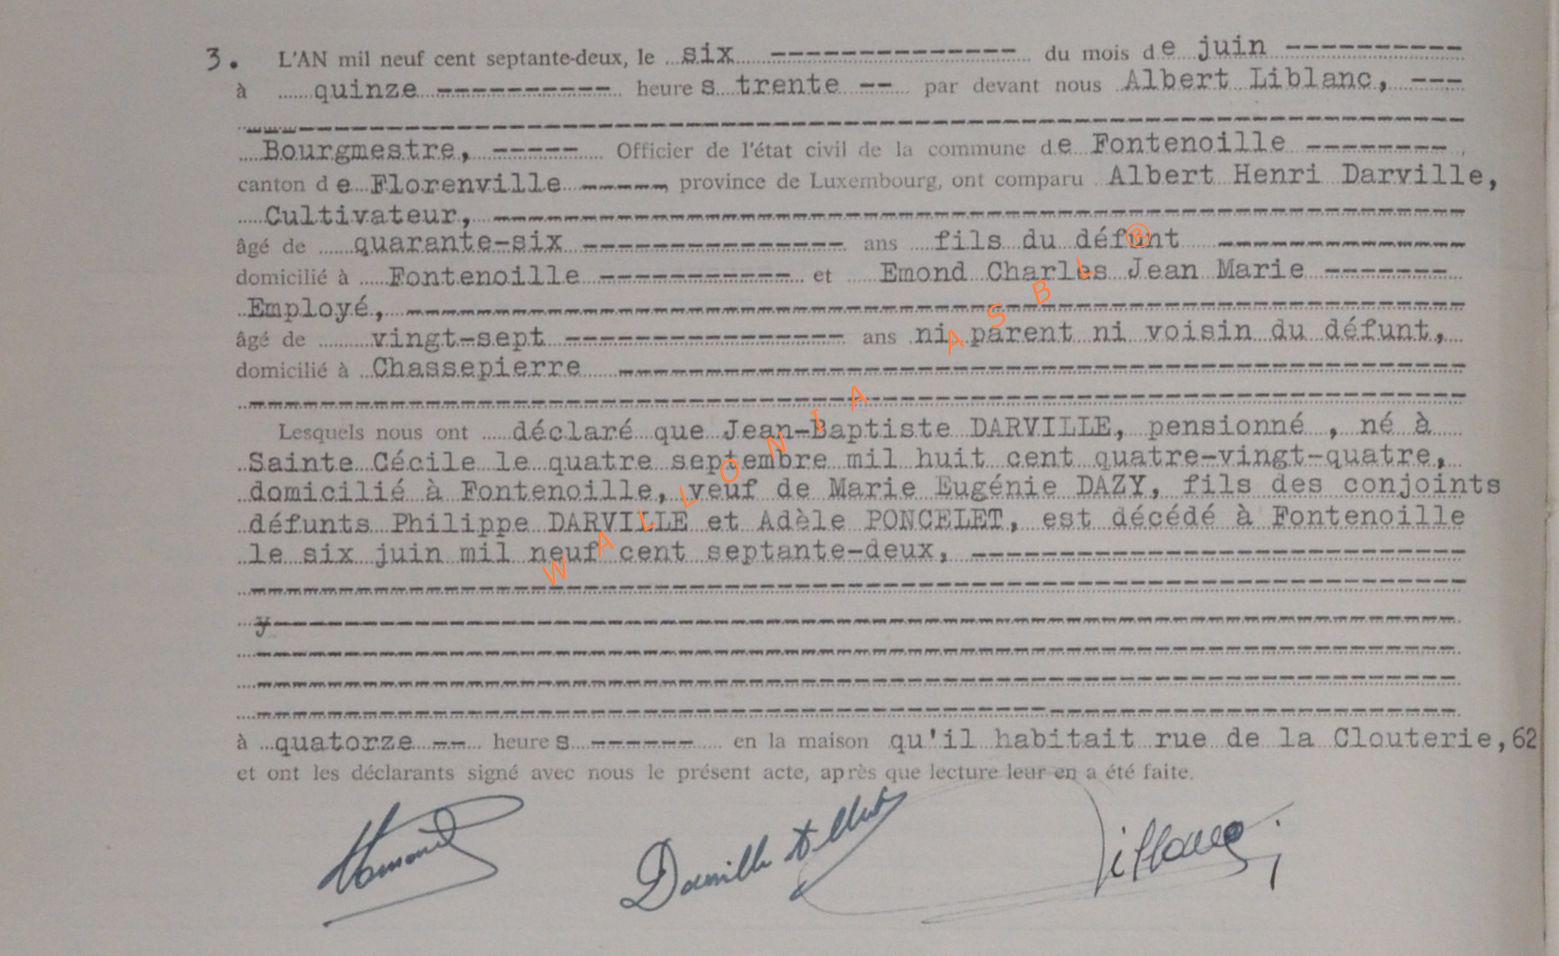 3. L'AN mil neuf cent septante-deux, le six -------------- du mois de juin ----------
à quinze ---------- heures trente -- par devant nous Albert Liblanc, ---
Bourgmestre, ----- Officier de l'état civil de la commune de Fontenoille --------,
canton de Florenville -----, province de Luxembourg, ont comparu Albert Henri Darville,
Cultivateur, ----------
âgé de quarante-six --------------- ans fils du défunt --------------
domicilié à Fontenoille ----------- et Emond Charles Jean Marie -------
Employé, ----------
âgé de vingt-sept ---------------- ans ni parent ni voisin du défunt,
domicilié à Chassepierre ----------
Lesquels nous ont déclaré que Jean-Baptiste DARVILLE, pensionné , né à
Sainte Cécile le quatre septembre mil huit cent quatre-vingt-quatre,
domicilié à Fontenoille, veuf de Marie Eugénie DAZY, fils des conjoints
défunts Philippe DARVILLE et Adèle PONCELET, est décédé à Fontenoille
le six juin mil neuf cent septante-deux, ----------
y----------
à quatorze -- heures ------- en la maison qu'il habitait rue de la Clouterie,62
et ont les déclarants signé avec nous le présent acte, après que lecture leur en a été faite.
Darville Albert
WALLONIA ASBL ®